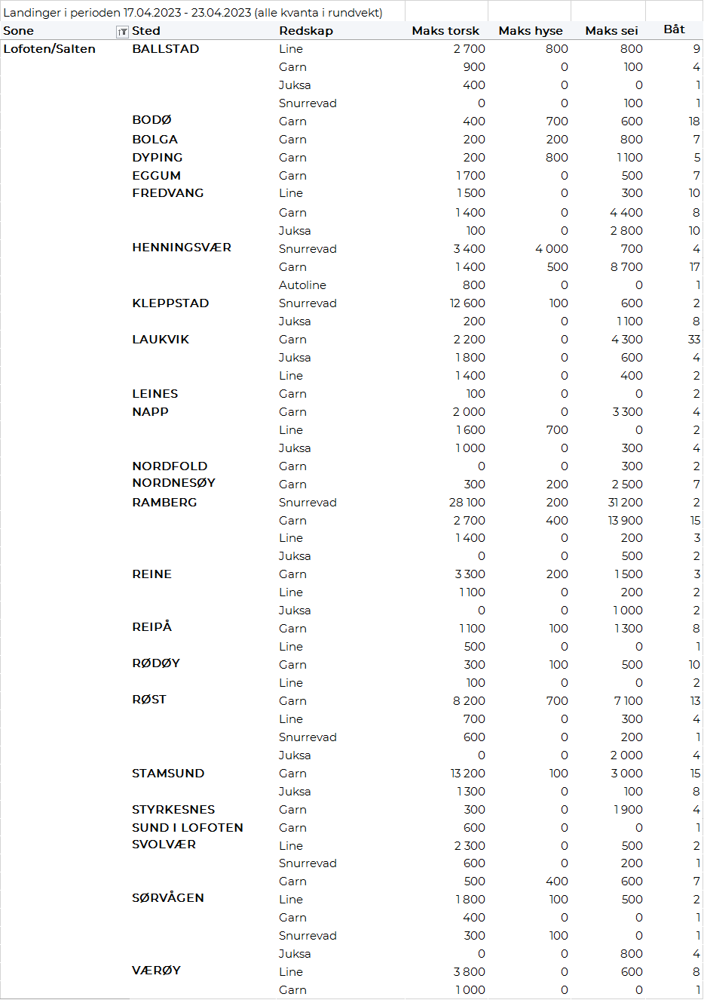 Landinger i perioden 17.04.2023 - 23.04.2023 (alle kvanta i rundvekt)
Sone Sted Redskap Maks torsk Maks hyse Maks sei Båt
Lofoten/Salten BALLSTAD Line 2 700 800 800 9
Garn 900 0 100 4
Juksa 400 0 0 1
Snurrevad 0 0 100 1
BODØ Garn 400 700 600 18
BOLGA Garn 200 200 800 7
DYPING Garn 200 800 1 100 5
EGGUM Garn 1 700 0 500 7
FREDVANG Line 1 500 0 300 10
Garn 1 400 0 4 400 8
Juksa 100 0 2 800 10
HENNINGSVÆR Snurrevad 3 400 4 000 700 4
Garn 1 400 500 8 700 17
Autoline 800 0 0 1
KLEPPSTAD Snurrevad 12 600 100 600 2
Juksa 200 0 1 100 8
LAUKVIK Garn 2 200 0 4 300 33
Juksa 1 800 0 600 4
Line 1 400 0 400 2
LEINES Garn 100 0 0 2
NAPP Garn 2 000 0 3 300 4
Line 1 600 700 0 2
Juksa 1 000 0 300 4
NORDFOLD Garn 0 0 300 2
NORDNESØY Garn 300 200 2 500 7
RAMBERG Snurrevad 28 100 200 31 200 2
Garn 2 700 400 13 900 15
Line 1 400 0 200 3
Juksa 0 0 500 2
REINE Garn 3 300 200 1 500 3
Line 1 100 0 200 2
Juksa 0 0 1 000 2
REIPÅ Garn 1 100 100 1 300 8
Line 500 0 0 1
RØDØY Garn 300 100 500 10
Line 100 0 0 2
RØST Garn 8 200 700 7 100 13
Line 700 0 300 4
Snurrevad 600 0 200 1
Juksa 0 0 2 000 4
STAMSUND Garn 13 200 100 3 000 15
Juksa 1 300 0 100 8
STYRKESNES Garn 300 0 1 900 4
SUND I LOFOTEN Garn 600 0 0 1
SVOLVÆR Line 2 300 0 500 2
Snurrevad 600 0 200 1
Garn 500 400 600 7
SØRVÅGEN Line 1 800 100 500 2
Garn 400 0 0 1
Snurrevad 300 100 0 1
Juksa 0 0 800 4
VÆRØY Line 3 800 0 600 8
Garn 1 000 0 0 1